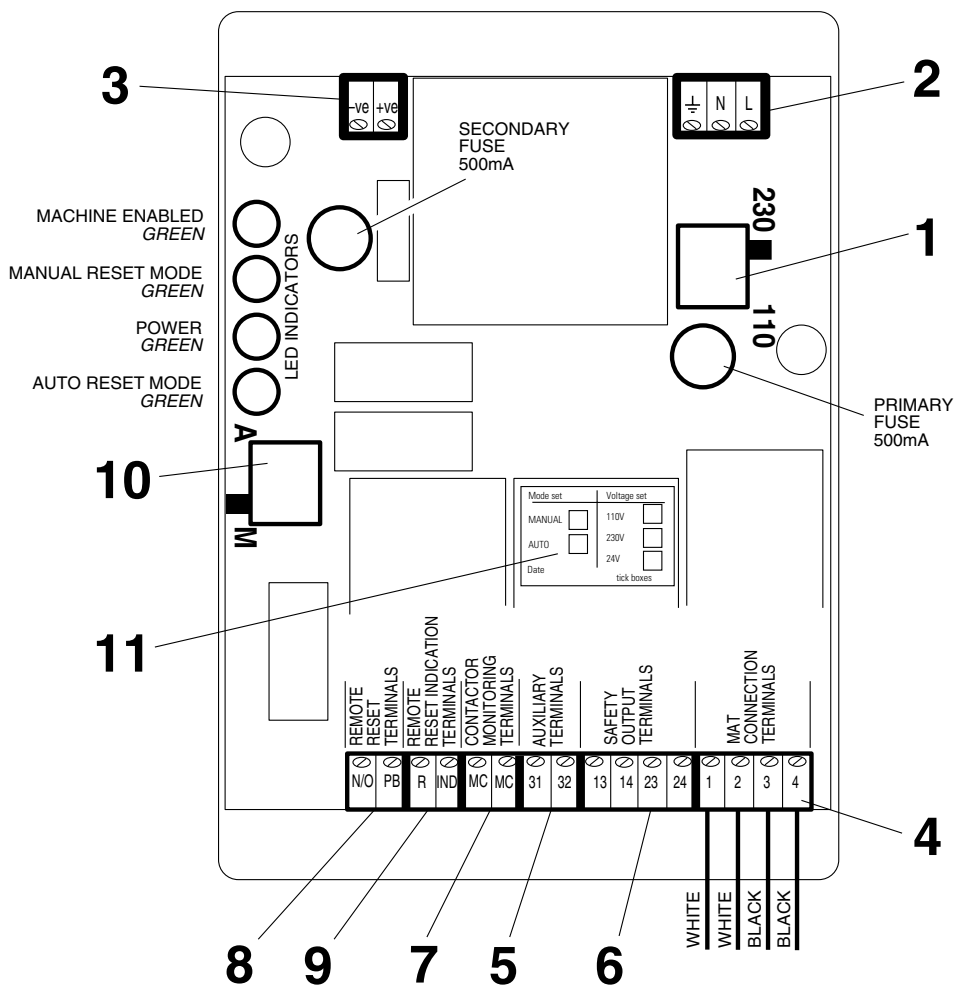 3
-ve +ve
⏚ N L
2
SECONDARY
FUSE
500mA
230
110
1
MACHINE ENABLED
GREEN
MANUAL RESET MODE
GREEN
POWER
GREEN
AUTO RESET MODE
GREEN
LED INDICATORS
PRIMARY
FUSE
500mA
A
M
10
Mode set
MANUAL
AUTO
Date
Voltage set
110V
230V
24V
tick boxes
11
REMOTE
RESET
TERMINALS
REMOTE
RESET INDICATION
TERMINALS
CONTACTOR
MONITORING
TERMINALS
AUXILIARY
TERMINALS
SAFETY
OUTPUT
TERMINALS
MAT
CONNECTION
TERMINALS
N/O PB R IND MC MC 31 32 13 14 23 24 1 2 3 4
4
WHITE
WHITE
BLACK
BLACK
8
9
7
5
6